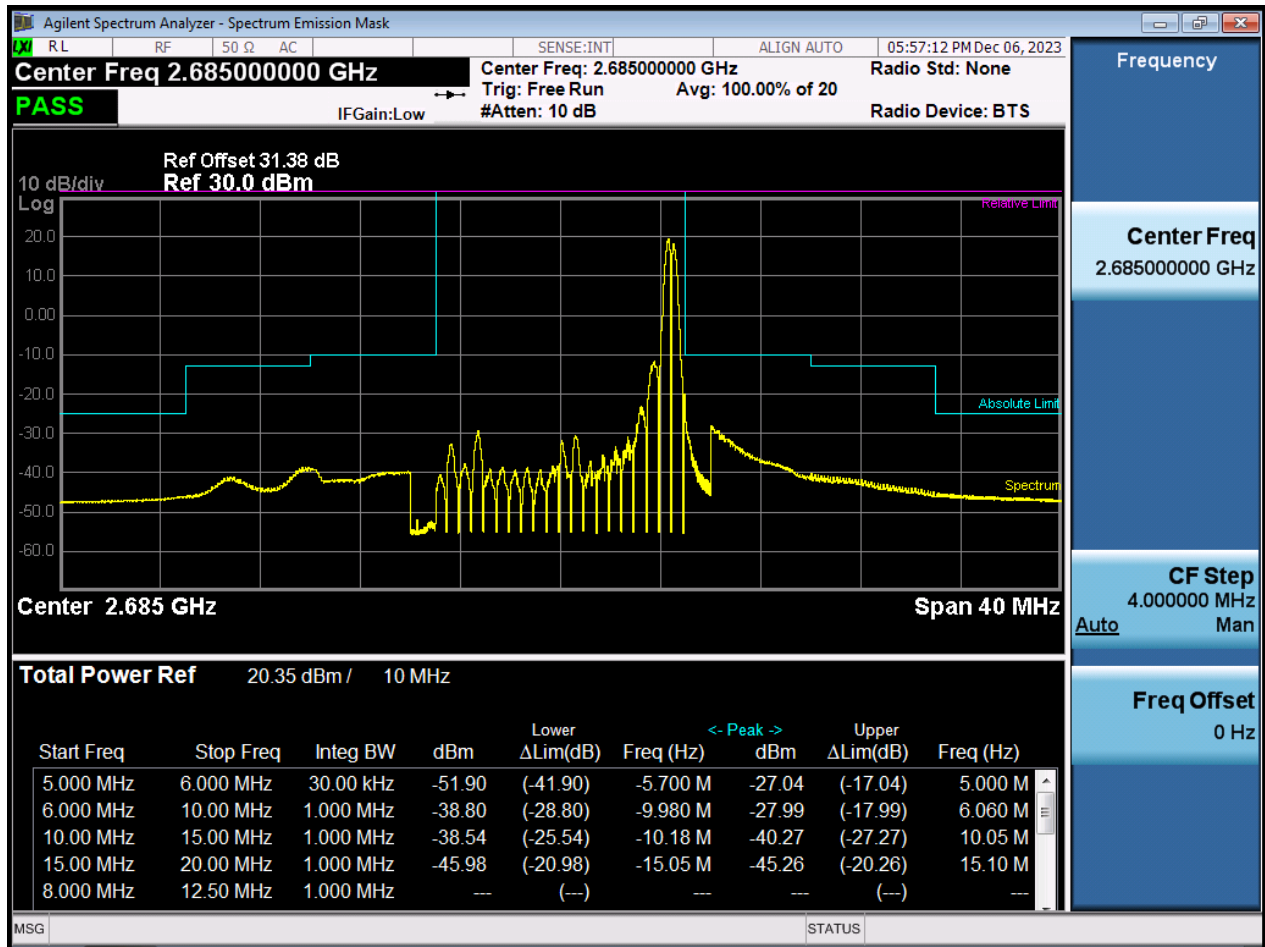 Agilent Spectrum Analyzer - Spectrum Emission Mask
LXI RL RF 50 Ω AC SENSE:INT ALIGN AUTO 05:57:12 PM Dec 06, 2023
Center Freq 2.685000000 GHz
Center Freq: 2.685000000 GHz Radio Std: None
Trig: Free Run Avg: 100.00% of 20
PASS IFGain:Low #Atten: 10 dB Radio Device: BTS
Ref Offset 31.38 dB
10 dB/div Ref 30.0 dBm
Log
Relative Limit
20.0
10.0
0.00
-10.0
-20.0
Absolute Limit
-30.0
-40.0
Spectrum
-50.0
-60.0
Center 2.685 GHz Span 40 MHz
Total Power Ref 20.35 dBm / 10 MHz
Lower <- Peak -> Upper
Start Freq Stop Freq Integ BW dBm ΔLim(dB) Freq (Hz) dBm ΔLim(dB) Freq (Hz)
5.000 MHz 6.000 MHz 30.00 kHz -51.90 (-41.90) -5.700 M -27.04 (-17.04) 5.000 M
6.000 MHz 10.00 MHz 1.000 MHz -38.80 (-28.80) -9.980 M -27.99 (-17.99) 6.060 M
10.00 MHz 15.00 MHz 1.000 MHz -38.54 (-25.54) -10.18 M -40.27 (-27.27) 10.05 M
15.00 MHz 20.00 MHz 1.000 MHz -45.98 (-20.98) -15.05 M -45.26 (-20.26) 15.10 M
8.000 MHz 12.50 MHz 1.000 MHz --- (---) --- --- (---) ---
MSG STATUS
Frequency
Center Freq
2.685000000 GHz
CF Step
4.000000 MHz
Auto Man
Freq Offset
0 Hz